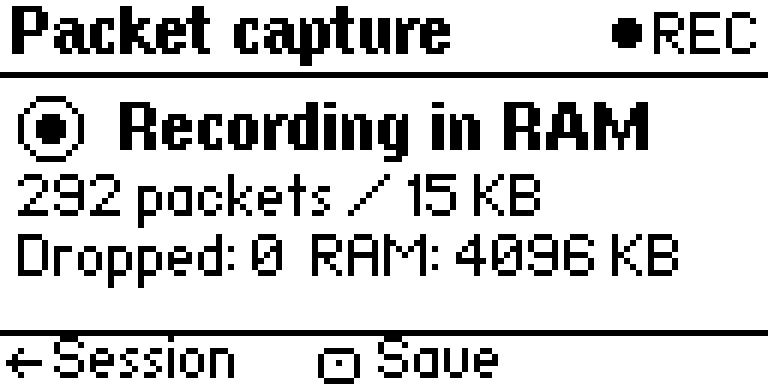 Packet capture ●REC
Recording in RAM
292 packets / 15 KB
Dropped: 0 RAM: 4096 KB
←Session Save